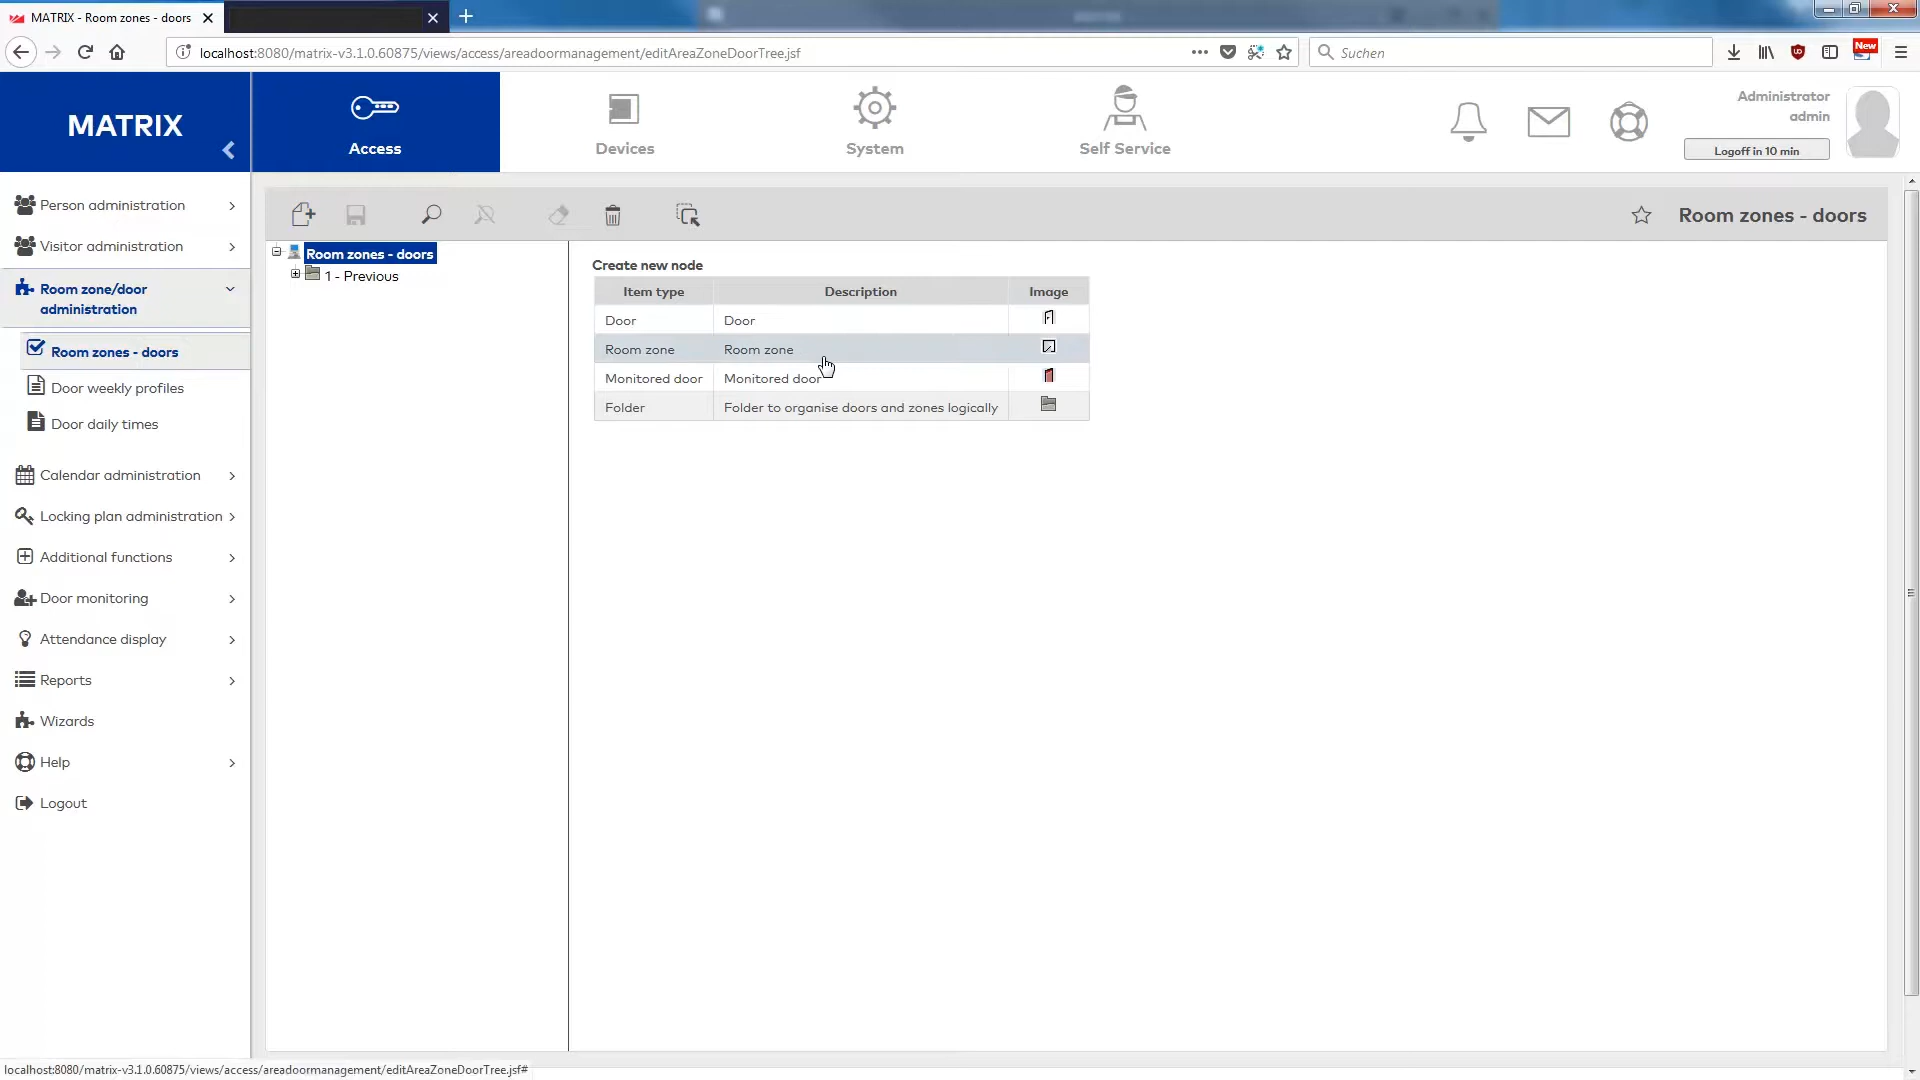 MATRIX - Room zones - doors
localhost:8080/matrix-v3.1.0.60875/views/access/areadoormanagement/editAreaZoneDoorTree.jsf
Suchen
New
MATRIX
Access
Devices
System
Self Service
Administrator
admin
Logoff in 10 min
Person administration
Visitor administration
Room zone/door
administration
Room zones - doors
Door weekly profiles
Door daily times
Calendar administration
Locking plan administration
Additional functions
Door monitoring
Attendance display
Reports
Wizards
Help
Logout
Room zones - doors
Room zones - doors
1 - Previous
Create new node
Item type Description Image
Door Door
Room zone Room zone
Monitored door Monitored door
Folder Folder to organise doors and zones logically
localhost:8080/matrix-v3.1.0.60875/views/access/areadoormanagement/editAreaZoneDoorTree.jsf#